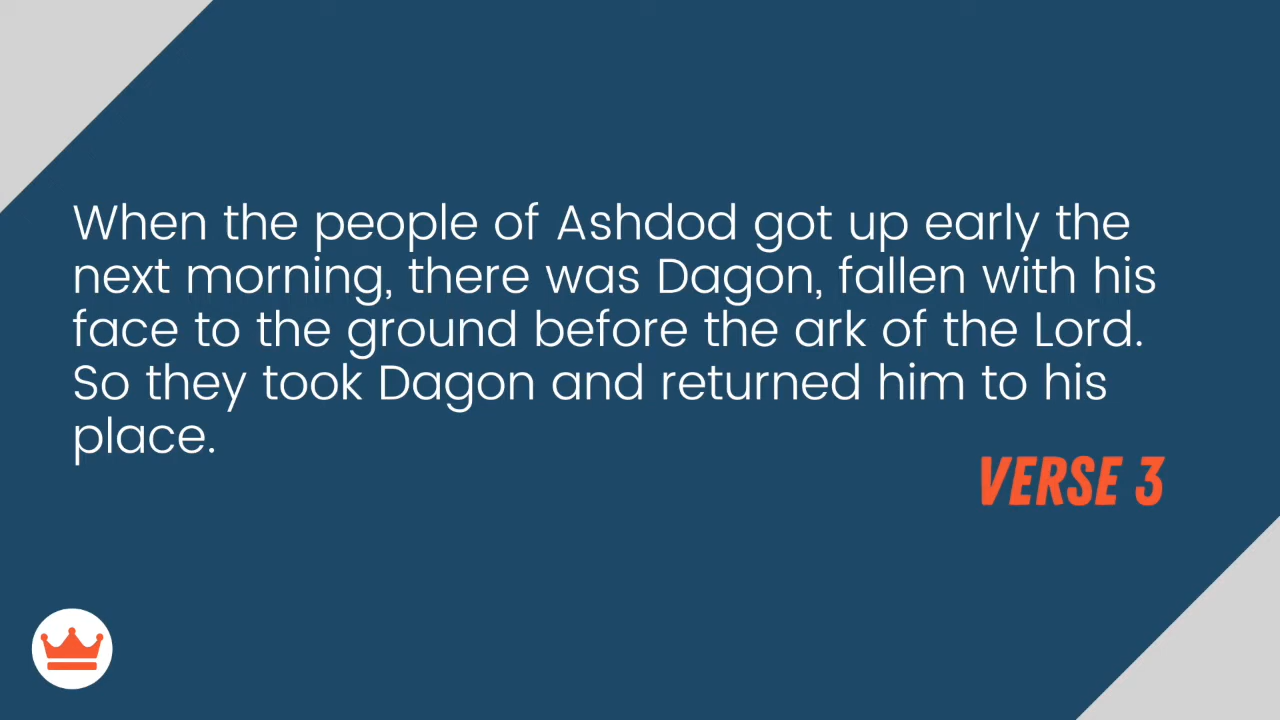 When the people of Ashdod got up early the
next morning, there was Dagon, fallen with his
face to the ground before the ark of the Lord.
So they took Dagon and returned him to his
place.
VERSE 3